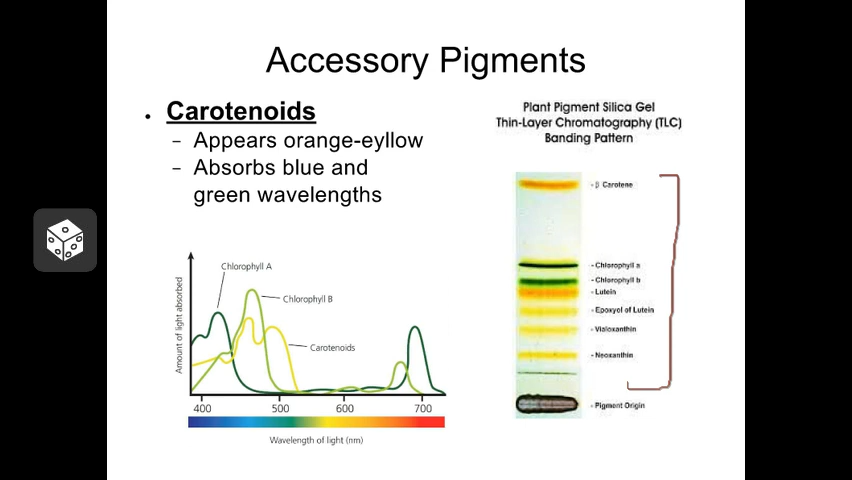 Accessory Pigments
• Carotenoids
– Appears orange-eyllow
– Absorbs blue and
green wavelengths
Plant Pigment Silica Gel
Thin-Layer Chromatography (TLC)
Banding Pattern
- β Carotene
- Chlorophyll a
- Chlorophyll b
- Lutein
- Epoxyol of Lutein
- Violoxanthin
- Neoxanthin
- Pigment Origin
Amount of light absorbed
Chlorophyll A
Chlorophyll B
Carotenoids
400 500 600 700
Wavelength of light (nm)